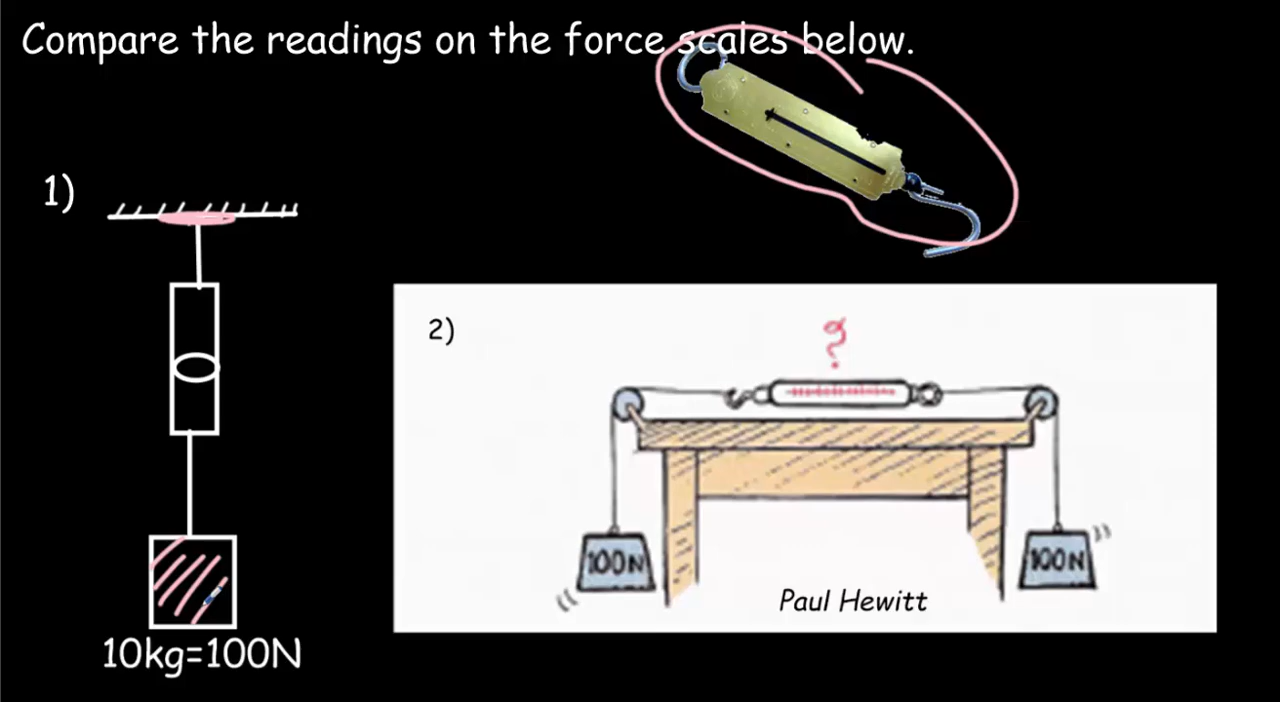 Compare the readings on the force scales below.
1)
2)
?
100N
100N
Paul Hewitt
10kg=100N